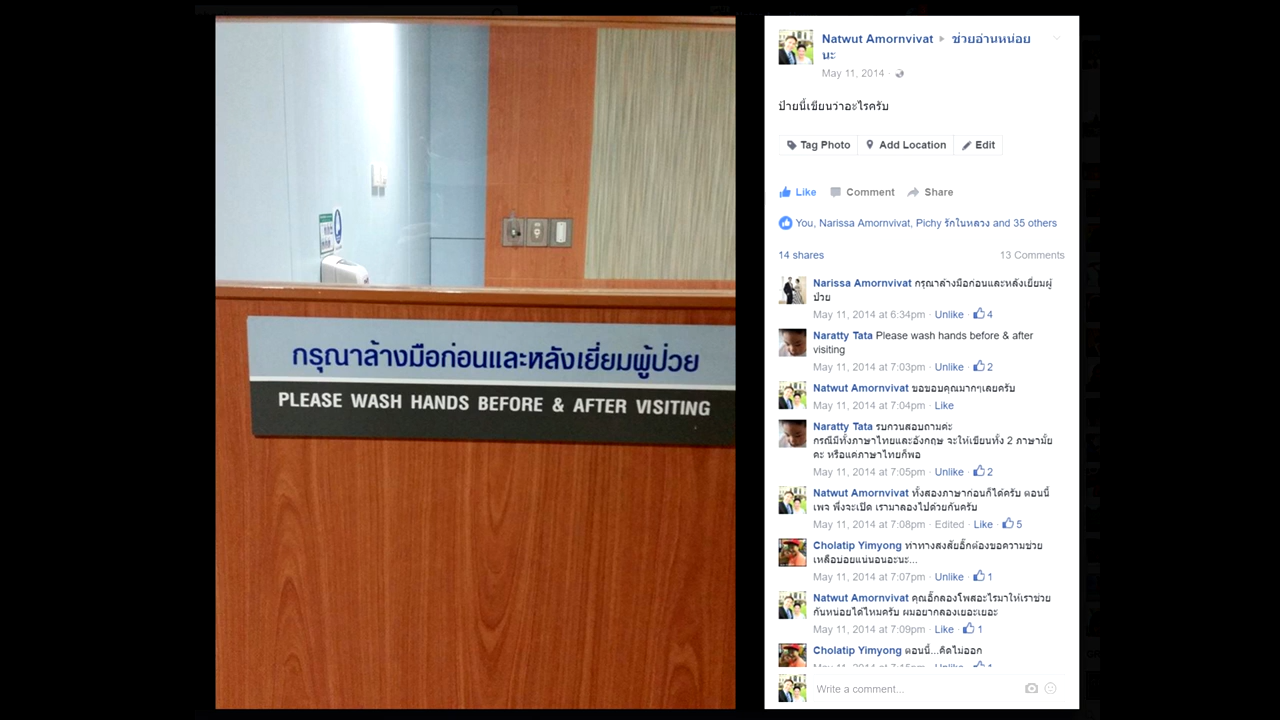 กรุณาล้างมือก่อนและหลังเยี่ยมผู้ป่วย
PLEASE WASH HANDS BEFORE & AFTER VISITING
Natwut Amornvivat ▸ ช่วยอ่านหน่อย
นะ
May 11, 2014 ·
ป้ายนี้เขียนว่าอะไรครับ
Tag Photo Add Location Edit
Like Comment Share
You, Narissa Amornvivat, Pichy รักในหลวง and 35 others
14 shares 13 Comments
Narissa Amornvivat กรุณาล้างมือก่อนและหลังเยี่ยมผู้
ป่วย
May 11, 2014 at 6:34pm · Unlike · 4
Naratty Tata Please wash hands before & after
visiting
May 11, 2014 at 7:03pm · Unlike · 2
Natwut Amornvivat ขอขอบคุณมากๆเลยครับ
May 11, 2014 at 7:04pm · Like
Naratty Tata รบกวนสอบถามค่ะ
กรณีมีทั้งภาษาไทยและอังกฤษ จะให้เขียนทั้ง 2 ภาษามั้ย
คะ หรือแค่ภาษาไทยก็พอ
May 11, 2014 at 7:05pm · Unlike · 2
Natwut Amornvivat ทั้งสองภาษาก่อนก็ได้ครับ ตอนนี้
เพจ พึ่งจะเปิด เรามาลองไปด้วยกันครับ
May 11, 2014 at 7:08pm · Edited · Like · 5
Cholatip Yimyong ท่าทางสงสัยอิ๊กต้องขอความช่วย
เหลือบ่อยแน่นอนอะนะ...
May 11, 2014 at 7:07pm · Unlike · 1
Natwut Amornvivat คุณอิ๊กลองโพสอะไรมาให้เราช่วย
กันหน่อยได้ไหมครับ ผมอยากลองเยอะเยอะ
May 11, 2014 at 7:09pm · Like · 1
Cholatip Yimyong ตอนนี้...คิดไม่ออก
May 11, 2014 at 7:15pm · Unlike · 1
Write a comment...